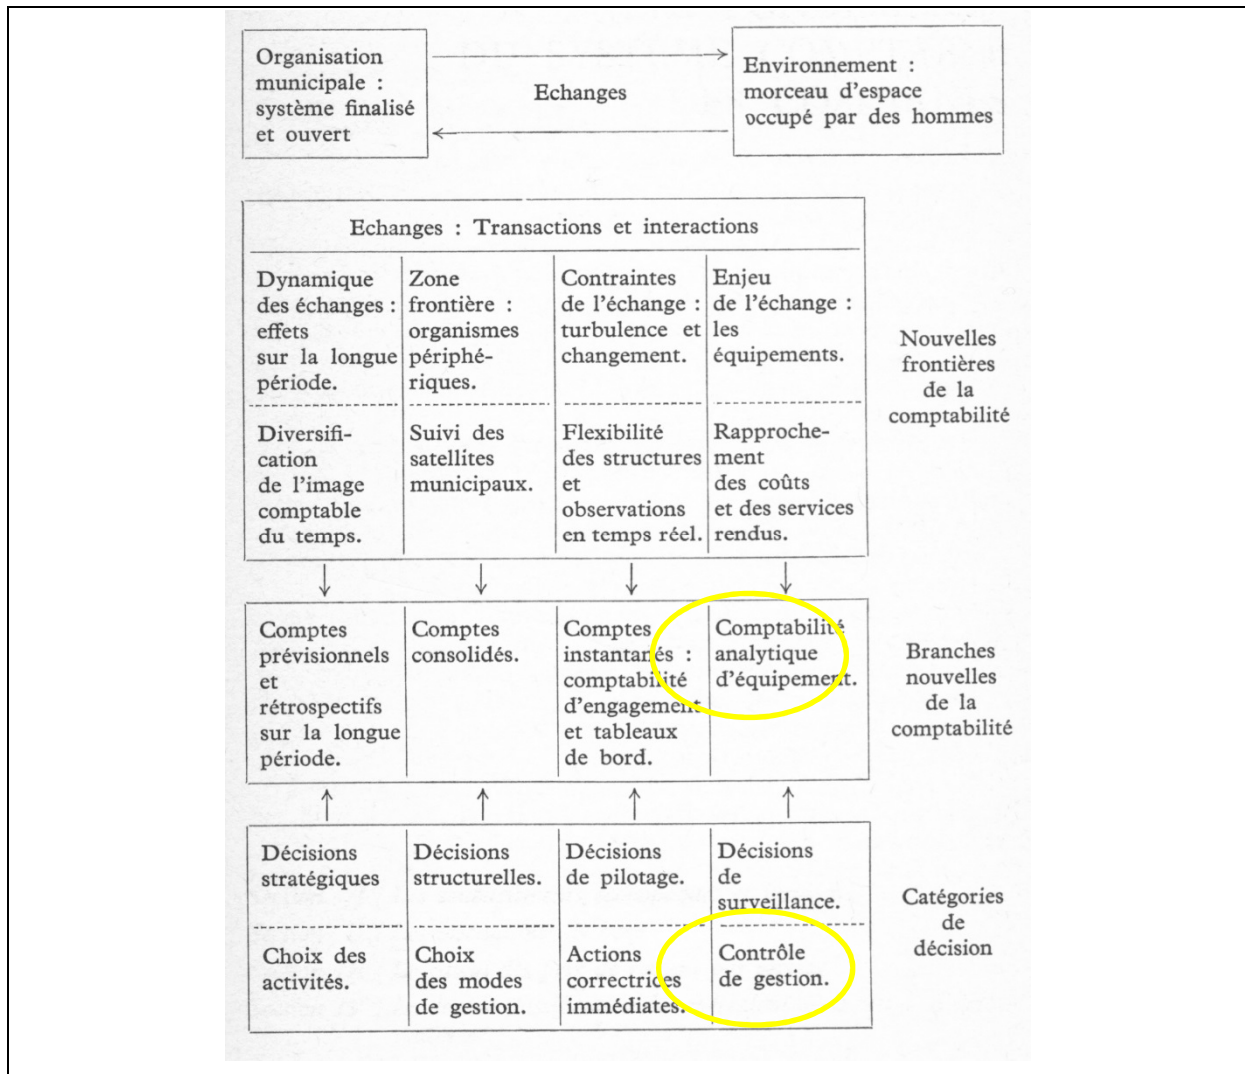 Organisation
municipale :
système finalisé
et ouvert
Echanges
Environnement :
morceau d'espace
occupé par des hommes
Echanges : Transactions et interactions
Dynamique
des échanges :
effets
sur la longue
période.
Zone
frontière :
organismes
périphé-
riques.
Contraintes
de l'échange :
turbulence et
changement.
Enjeu
de l'échange :
les
équipements.
Nouvelles
frontières
de la
comptabilité
Diversifi-
cation
de l'image
comptable
du temps.
Suivi des
satellites
municipaux.
Flexibilité
des structures
et
observations
en temps réel.
Rapproche-
ment
des coûts
et des services
rendus.
Comptes
prévisionnels
et
rétrospectifs
sur la longue
période.
Comptes
consolidés.
Comptes
instantanés :
comptabilité
d'engagement
et tableaux
de bord.
Comptabilité
analytique
d'équipement.
Branches
nouvelles
de la
comptabilité
Décisions
stratégiques
Décisions
structurelles.
Décisions
de pilotage.
Décisions
de
surveillance.
Catégories
de
décision
Choix des
activités.
Choix
des modes
de gestion.
Actions
correctrices
immédiates.
Contrôle
de gestion.